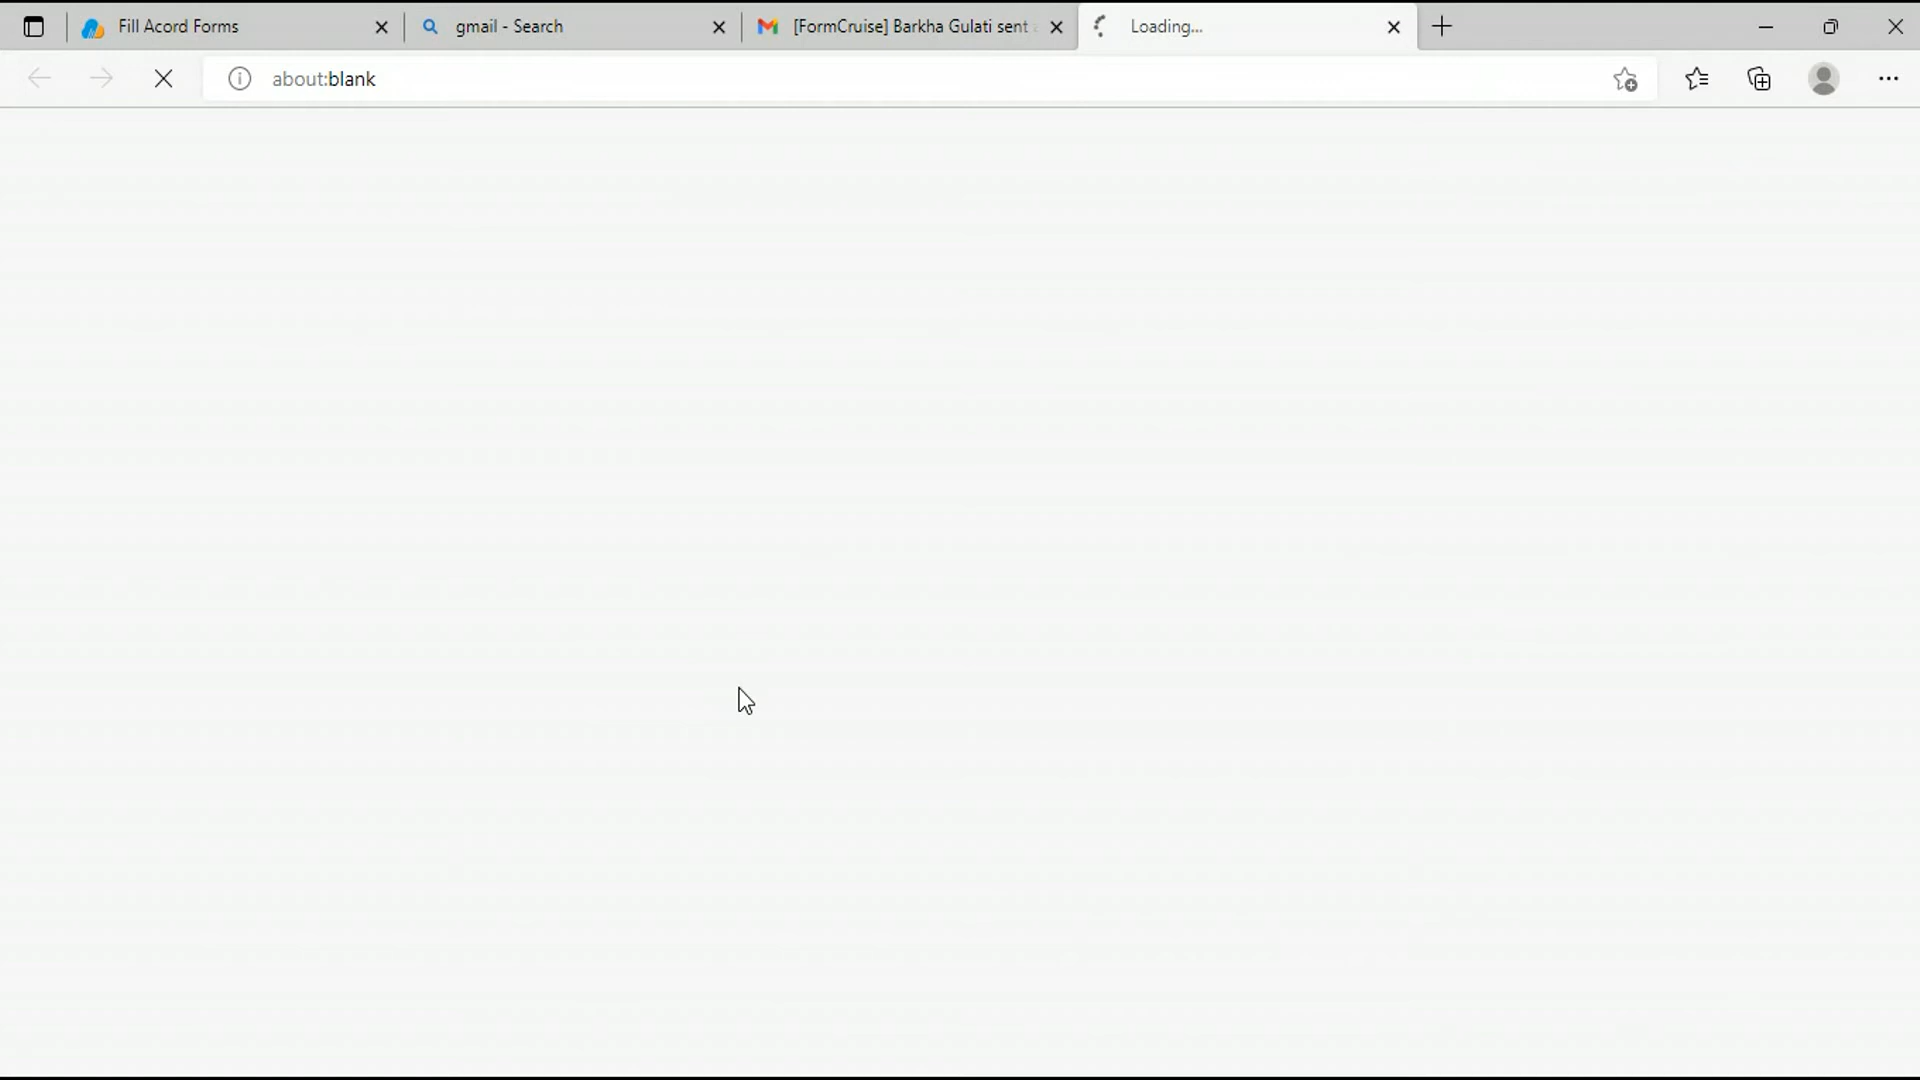 Fill Acord Forms
gmail - Search
[FormCruise] Barkha Gulati sent
Loading...
about:blank